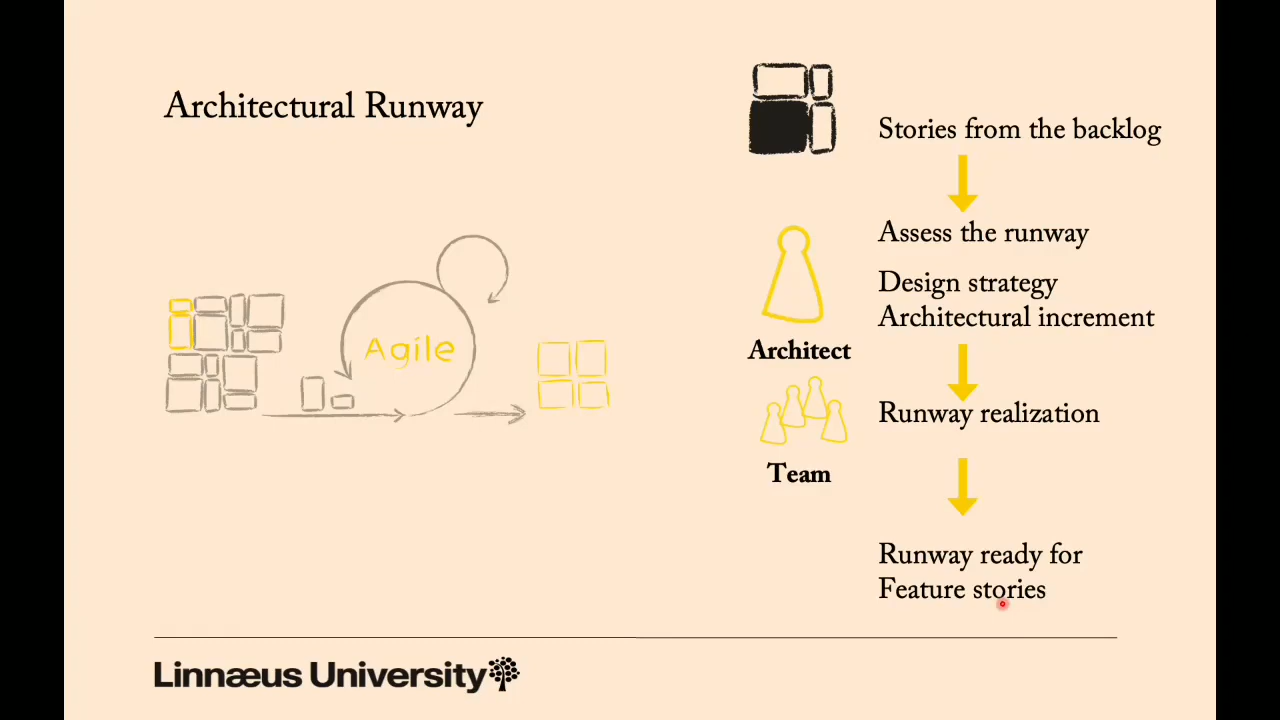 Architectural Runway
Agile
Stories from the backlog
Assess the runway
Design strategy
Architectural increment
Architect
Runway realization
Team
Runway ready for
Feature stories
Linnæus University